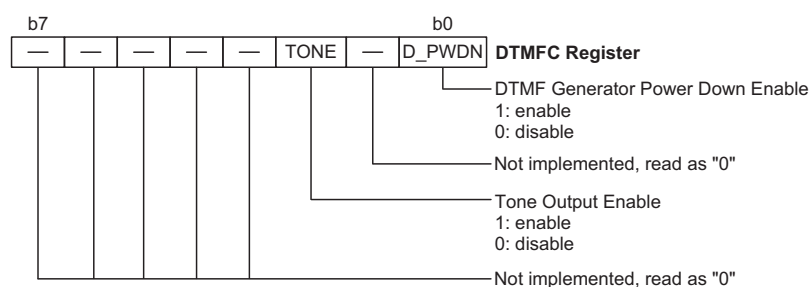 b7 b0
— — — — — TONE — D_PWDN DTMFC Register
DTMF Generator Power Down Enable
1: enable
0: disable
Not implemented, read as "0"
Tone Output Enable
1: enable
0: disable
Not implemented, read as "0"